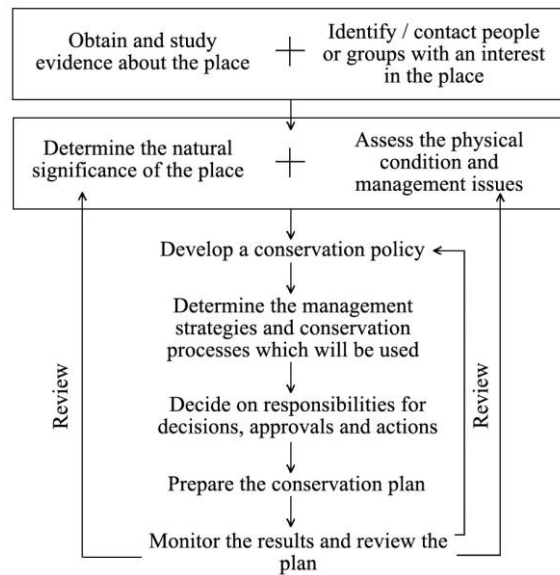 Obtain and study
evidence about the place
+
Identify / contact people
or groups with an interest
in the place
Determine the natural
significance of the place
+
Assess the physical
condition and
management issues
Develop a conservation policy
Determine the management
strategies and conservation
processes which will be used
Decide on responsibilities for
decisions, approvals and actions
Prepare the conservation plan
Monitor the results and review the
plan
Review
Review